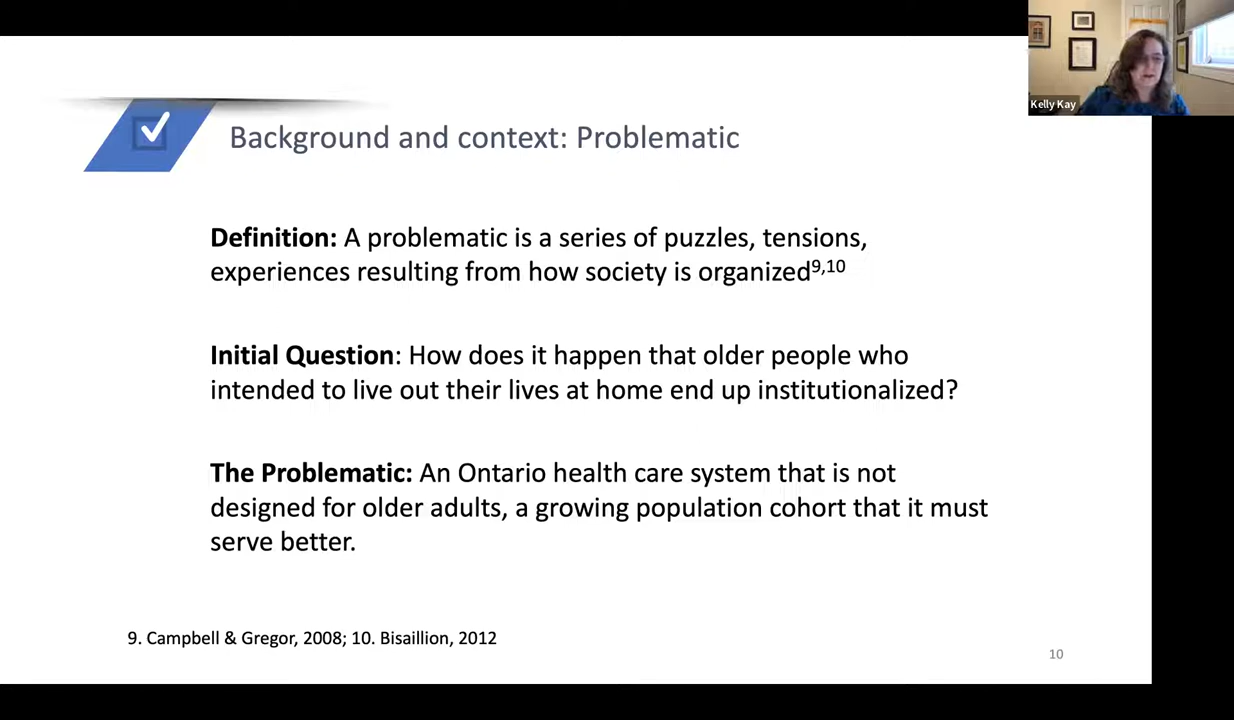 Kelly Kay
Background and context: Problematic
Definition: A problematic is a series of puzzles, tensions,
experiences resulting from how society is organized9,10
Initial Question: How does it happen that older people who
intended to live out their lives at home end up institutionalized?
The Problematic: An Ontario health care system that is not
designed for older adults, a growing population cohort that it must
serve better.
9. Campbell & Gregor, 2008; 10. Bisaillion, 2012
10